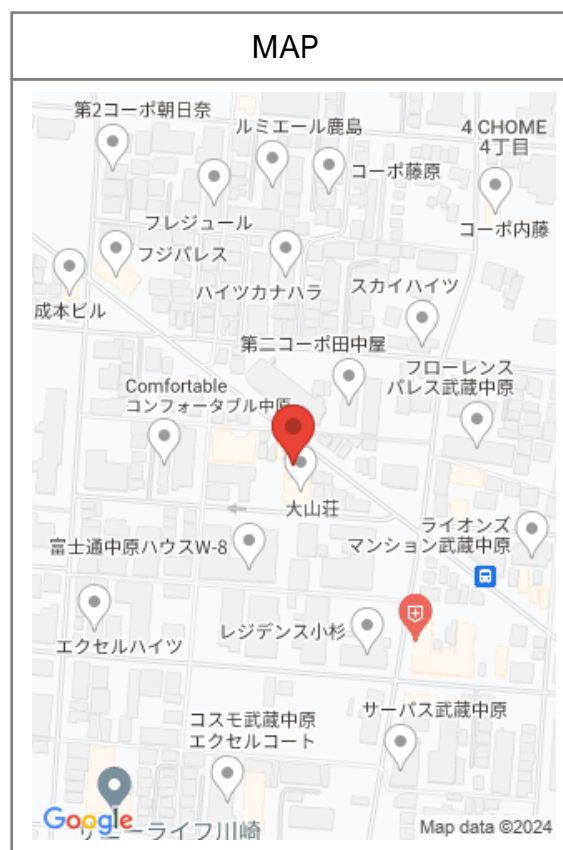 MAP
第2コーポ朝日奈
ルミエール鹿島
4 CHOME
4丁目
コーポ藤原
フレジュール
コーポ内藤
フジパレス
ハイツカナハラ
スカイハイツ
成本ビル
第二コーポ田中屋
フローレンス
パレス武蔵中原
Comfortable
コンフォータブル中原
大山荘
ライオンズ
マンション武蔵中原
富士通中原ハウスW-8
レジデンス小杉
エクセルハイツ
サーパス武蔵中原
コスモ武蔵中原
エクセルコート
Google
ーライフ川崎
Map data ©2024